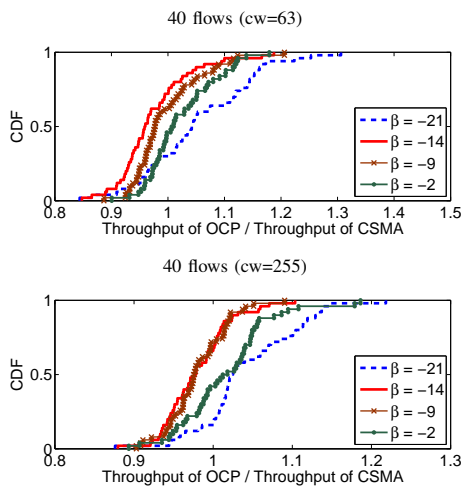 40 flows (cw=63)
1
0.5
0
CDF
β = −21
β = −14
β = −9
β = −2
0.8 0.9 1 1.1 1.2 1.3 1.4 1.5
Throughput of OCP / Throughput of CSMA
40 flows (cw=255)
1
0.5
0
CDF
β = −21
β = −14
β = −9
β = −2
0.8 0.9 1.0 1.1 1.2 1.3
Throughput of OCP / Throughput of CSMA